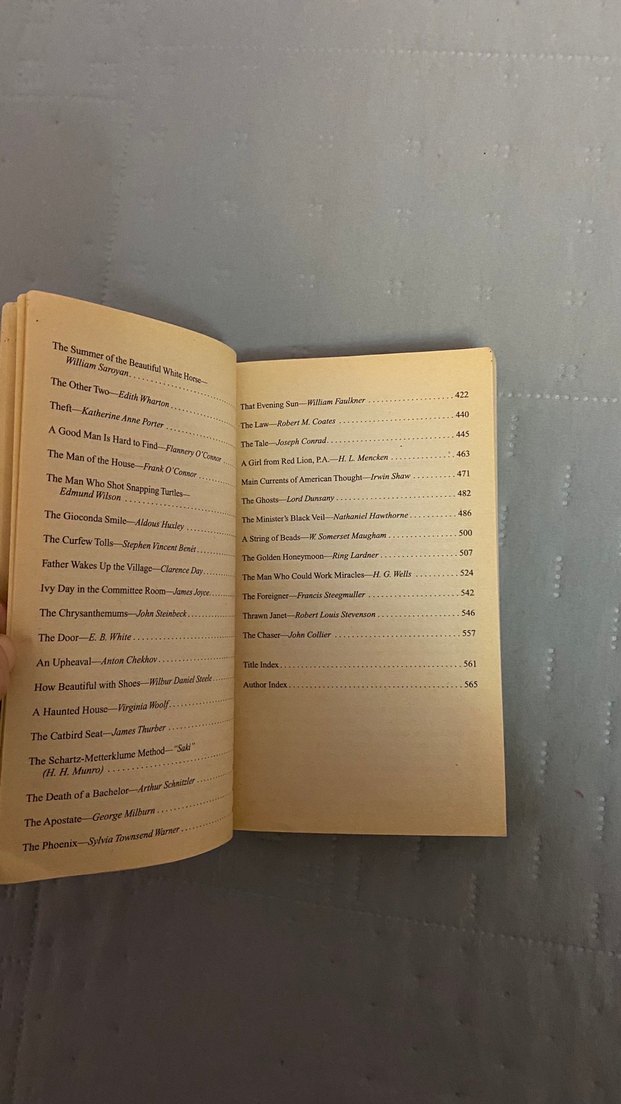 The Summer of the Beautiful White Horse—
William Saroyan
The Other Two—Edith Wharton
Theft—Katherine Anne Porter
A Good Man Is Hard to Find—Flannery O'Connor
The Man of the House—Frank O'Connor
The Man Who Shot Snapping Turtles—
Edmund Wilson
The Gioconda Smile—Aldous Huxley
The Curfew Tolls—Stephen Vincent Benét
Father Wakes Up the Village—Clarence Day
Ivy Day in the Committee Room—James Joyce
The Chrysanthemums—John Steinbeck
The Door—E. B. White
An Upheaval—Anton Chekhov
How Beautiful with Shoes—Wilbur Daniel Steele
A Haunted House—Virginia Woolf
The Catbird Seat—James Thurber
The Schartz-Metterklume Method—"Saki"
(H. H. Munro)
The Death of a Bachelor—Arthur Schnitzler
The Apostate—George Milburn
The Phoenix—Sylvia Townsend Warner
That Evening Sun—William Faulkner 422
The Law—Robert M. Coates 440
The Tale—Joseph Conrad 445
A Girl from Red Lion, P.A.—H. L. Mencken 463
Main Currents of American Thought—Irwin Shaw 471
The Ghosts—Lord Dunsany 482
The Minister's Black Veil—Nathaniel Hawthorne 486
A String of Beads—W. Somerset Maugham 500
The Golden Honeymoon—Ring Lardner 507
The Man Who Could Work Miracles—H. G. Wells 524
The Foreigner—Francis Steegmuller 542
Thrawn Janet—Robert Louis Stevenson 546
The Chaser—John Collier 557
Title Index 561
Author Index 565